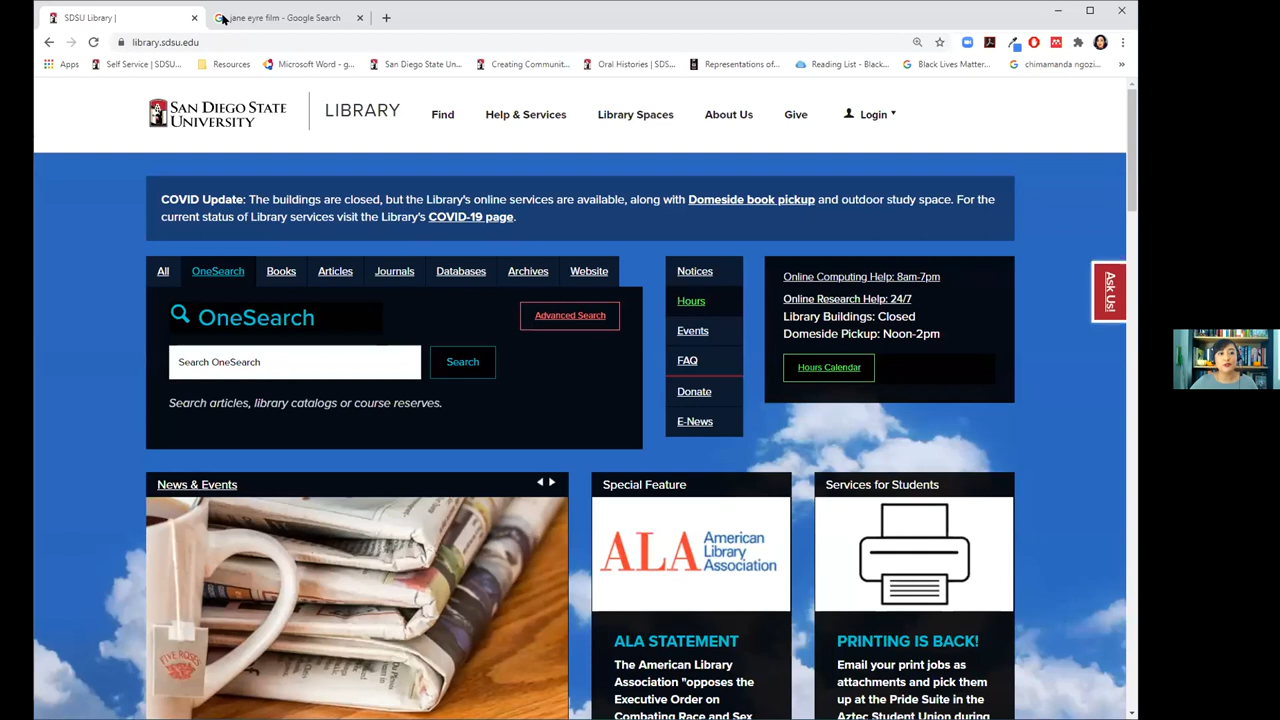 SDSU Library |
jane eyre film - Google Search
library.sdsu.edu
Apps
Self Service | SDSU...
Resources
Microsoft Word - g...
San Diego State Un...
Creating Communit...
Oral Histories | SDS...
Representations of...
Reading List - Black...
Black Lives Matter...
chimamanda ngozi...
SAN DIEGO STATE
UNIVERSITY
LIBRARY
Find
Help & Services
Library Spaces
About Us
Give
Login
COVID Update: The buildings are closed, but the Library's online services are available, along with Domeside book pickup and outdoor study space. For the
current status of Library services visit the Library's COVID-19 page.
All
OneSearch
Books
Articles
Journals
Databases
Archives
Website
OneSearch
Advanced Search
Search OneSearch
Search
Search articles, library catalogs or course reserves.
Notices
Hours
Events
FAQ
Donate
E-News
Online Computing Help: 8am-7pm
Online Research Help: 24/7
Library Buildings: Closed
Domeside Pickup: Noon-2pm
Hours Calendar
Ask Us!
News & Events
FIVE ROSES
Special Feature
ALA American
Library
Association
ALA STATEMENT
The American Library
Association "opposes the
Executive Order on
Combating Race and Sex
Services for Students
PRINTING IS BACK!
Email your print jobs as
attachments and pick them
up at the Pride Suite in the
Aztec Student Union during